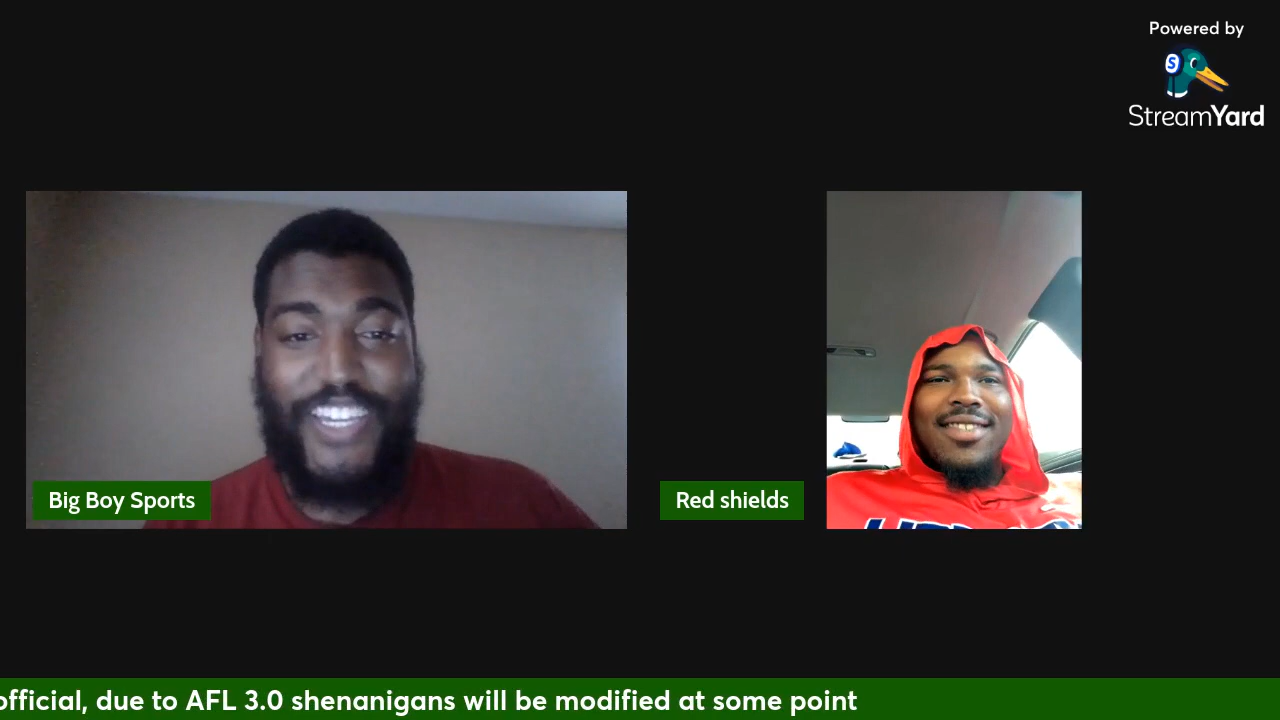 Powered by
S
StreamYard
Big Boy Sports
Red shields
official, due to AFL 3.0 shenanigans will be modified at some point